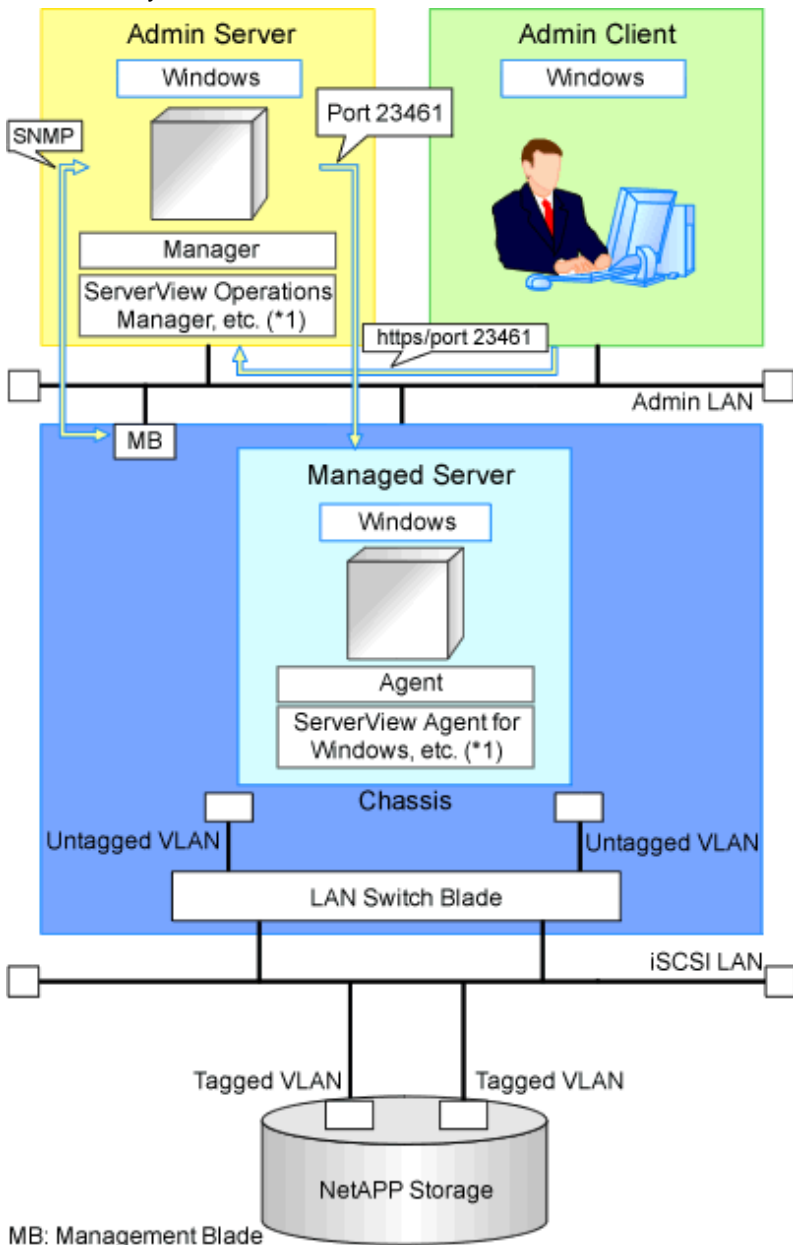 Admin Server
Windows
Port 23461
SNMP
Manager
ServerView Operations
Manager, etc. (*1)
Admin Client
Windows
https/port 23461
Admin LAN
MB
Managed Server
Windows
Agent
ServerView Agent for
Windows, etc. (*1)
Chassis
Untagged VLAN
Untagged VLAN
LAN Switch Blade
iSCSI LAN
Tagged VLAN
Tagged VLAN
NetAPP Storage
MB: Management Blade